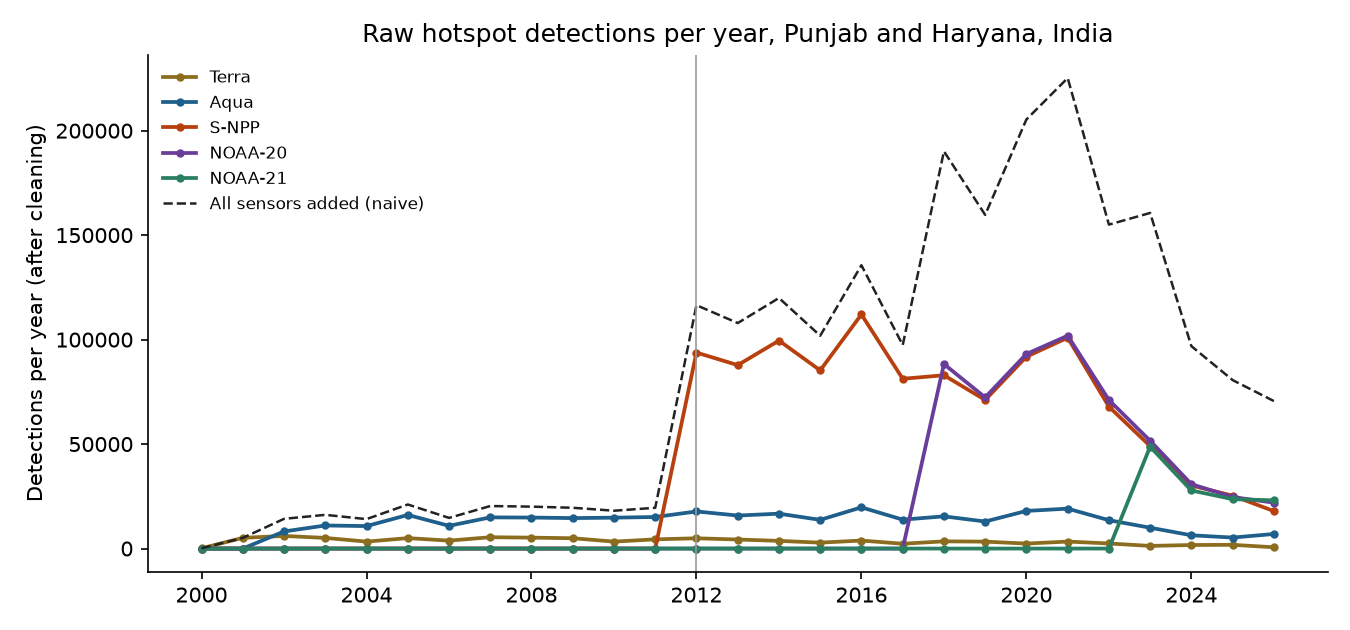 Raw hotspot detections per year, Punjab and Haryana, India
Detections per year (after cleaning)
Terra
Aqua
S-NPP
NOAA-20
NOAA-21
All sensors added (naive)
200000
150000
100000
50000
0
2000 2004 2008 2012 2016 2020 2024